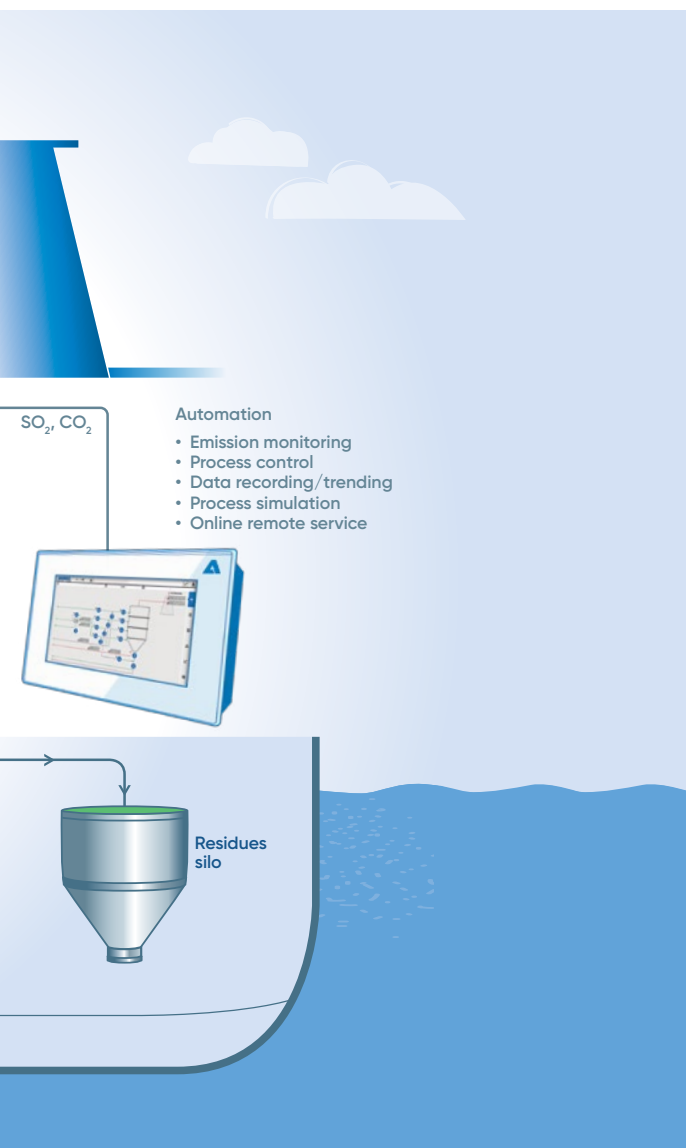 SO₂, CO₂
Automation
• Emission monitoring
• Process control
• Data recording/trending
• Process simulation
• Online remote service
Residues
silo